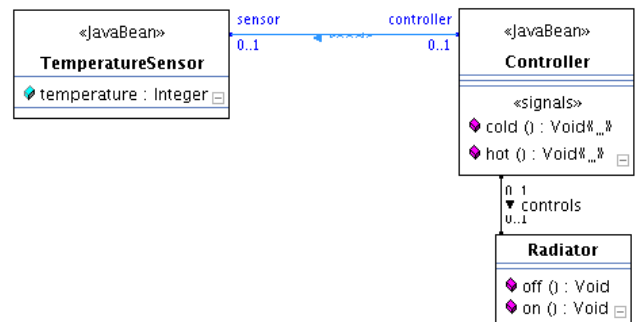 «JavaBean»
TemperatureSensor
temperature : Integer
sensor
0..1
controller
0..1
«JavaBean»
Controller
«signals»
cold () : Void«...»
hot () : Void«...»
0..1
controls
0..1
Radiator
off () : Void
on () : Void